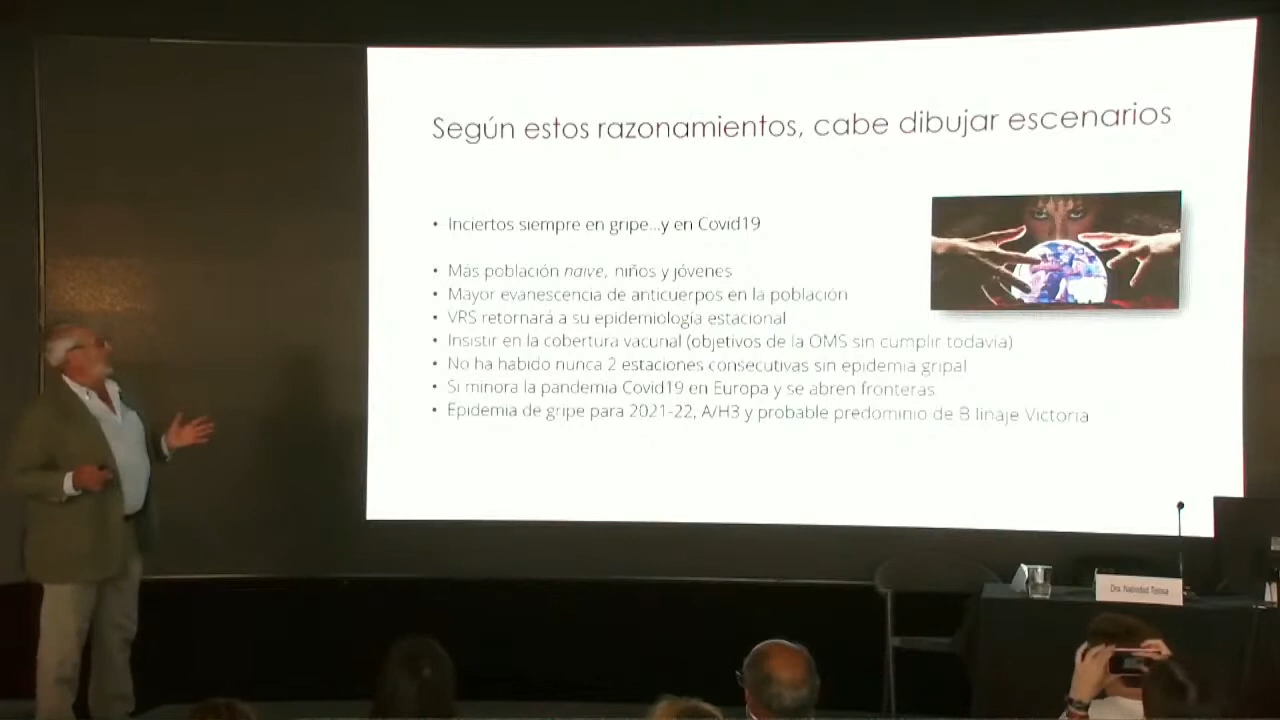 Según estos razonamientos, cabe dibujar escenarios
• Inciertos siempre en gripe...y en Covid19
• Más población naive, niños y jóvenes
• Mayor evanescencia de anticuerpos en la población
• VRS retornará a su epidemiología estacional
• Insistir en la cobertura vacunal (objetivos de la OMS sin cumplir todavía)
• No ha habido nunca 2 estaciones consecutivas sin epidemia gripal
• Si minora la pandemia Covid19 en Europa y se abren fronteras
• Epidemia de gripe para 2021-22, A/H3 y probable predominio de B linaje Victoria
Dra.